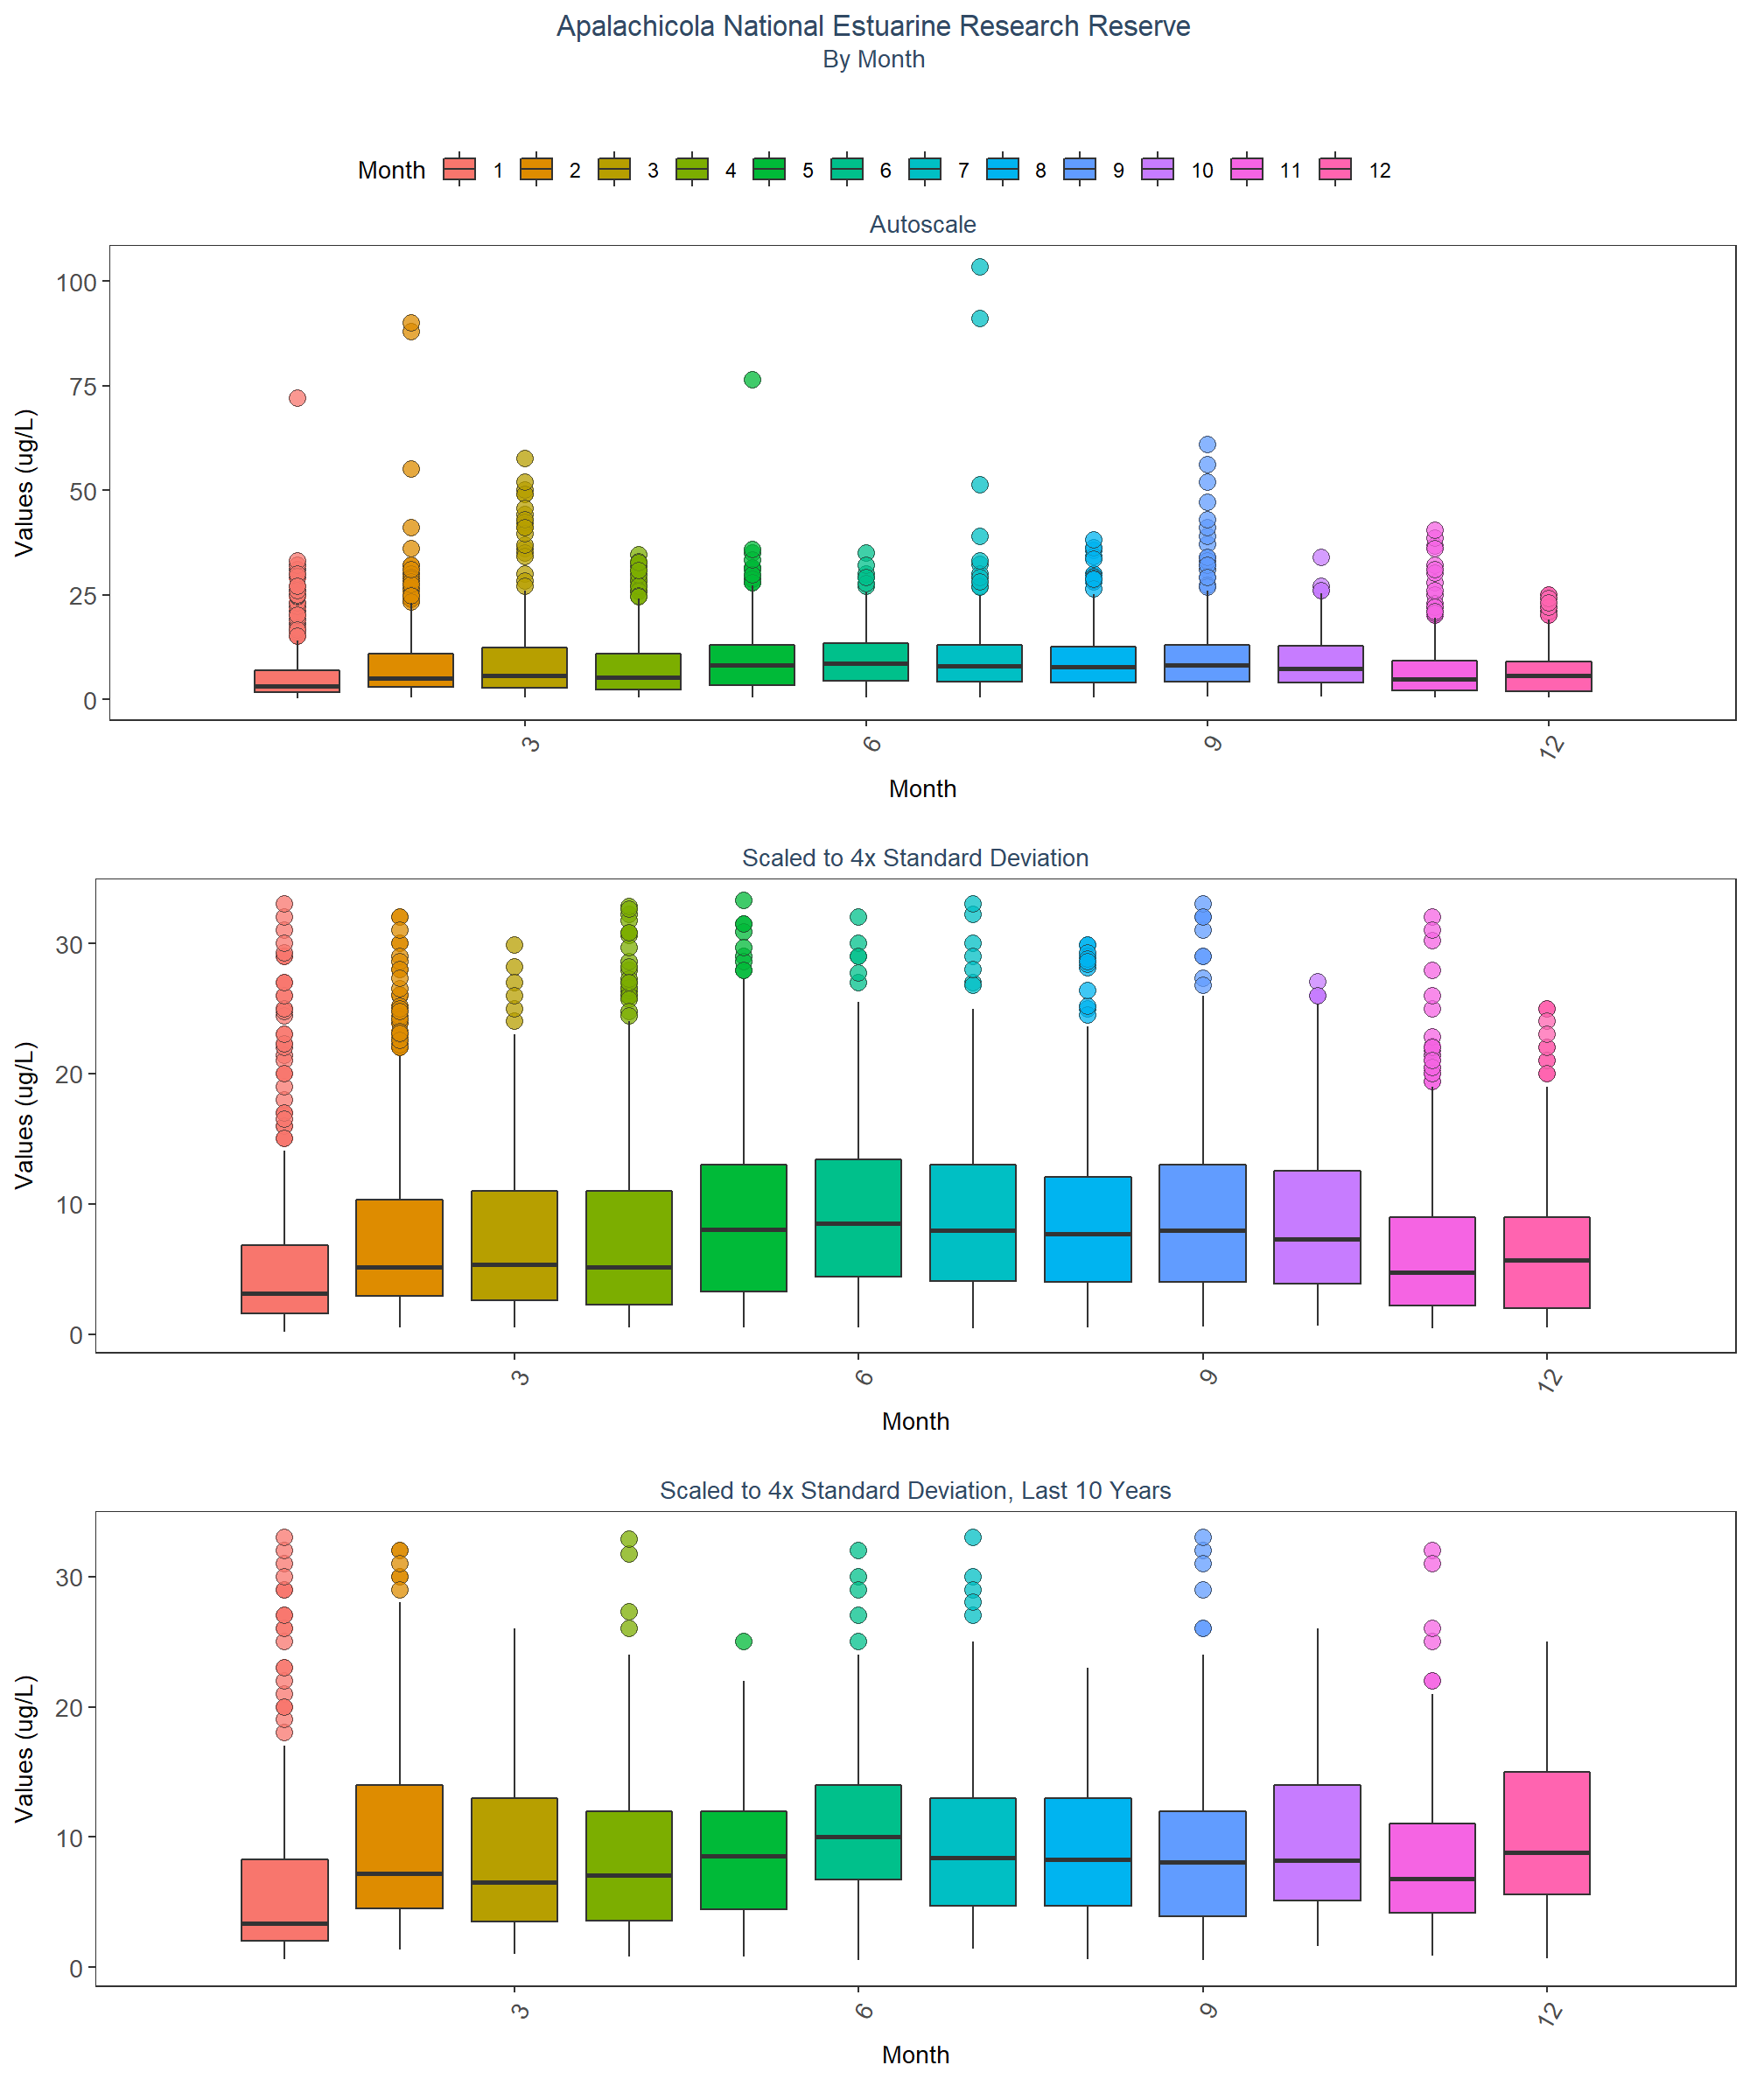 Apalachicola National Estuarine Research Reserve
By Month
Month 1 2 3 4 5 6 7 8 9 10 11 12
Autoscale
Values (ug/L)
100
75
50
25
0
3 6 9 12
Month
Scaled to 4x Standard Deviation
Values (ug/L)
30
20
10
0
3 6 9 12
Month
Scaled to 4x Standard Deviation, Last 10 Years
Values (ug/L)
30
20
10
0
3 6 9 12
Month